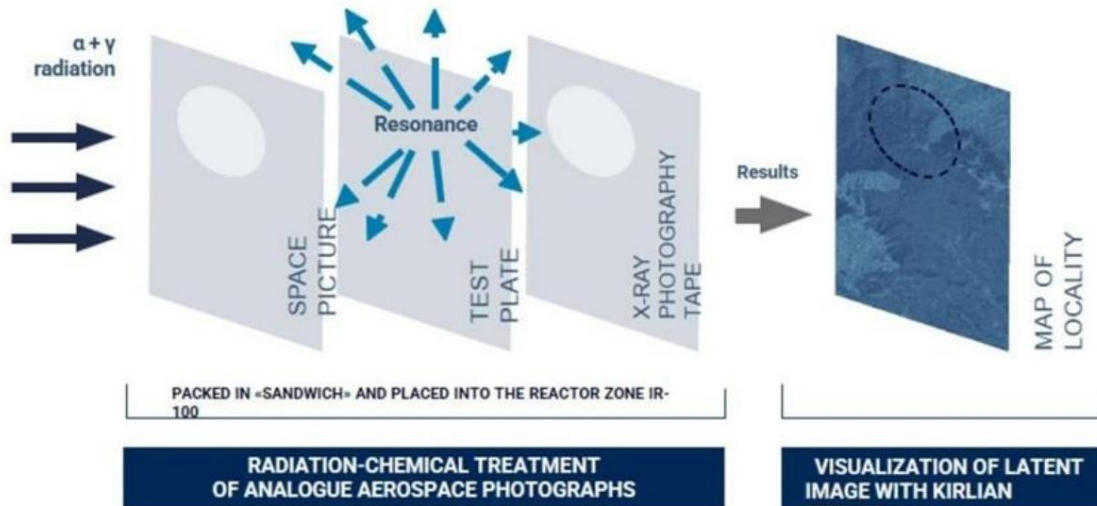 α + γ
radiation
Resonance
SPACE
PICTURE
TEST
PLATE
X-RAY
PHOTOGRAPHY
TAPE
Results
MAP OF
LOCALITY
PACKED IN «SANDWICH» AND PLACED INTO THE REACTOR ZONE IR-
100
RADIATION-CHEMICAL TREATMENT
OF ANALOGUE AEROSPACE PHOTOGRAPHS
VISUALIZATION OF LATENT
IMAGE WITH KIRLIAN